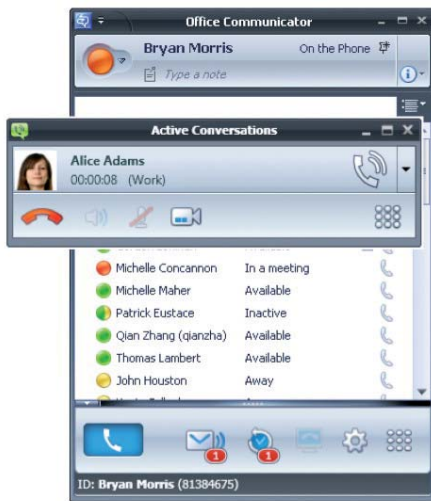 Office Communicator
Bryan Morris On the Phone
Type a note
Active Conversations
Alice Adams
00:00:08 (Work)
Michelle Concannon In a meeting
Michelle Maher Available
Patrick Eustace Inactive
Qian Zhang (qianzha) Available
Thomas Lambert Available
John Houston Away
1 1
ID: Bryan Morris (81384675)